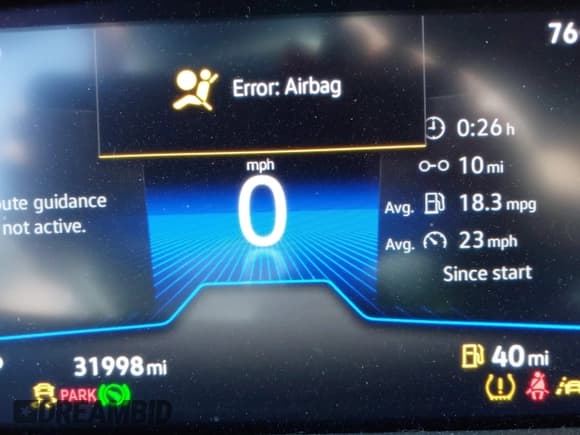 76
Error: Airbag
0:26 h
mph
10 mi
0
oute guidance
not active.
Avg. 18.3 mpg
Avg. 23 mph
Since start
31998 mi
40 mi
PARK
DREAMBID